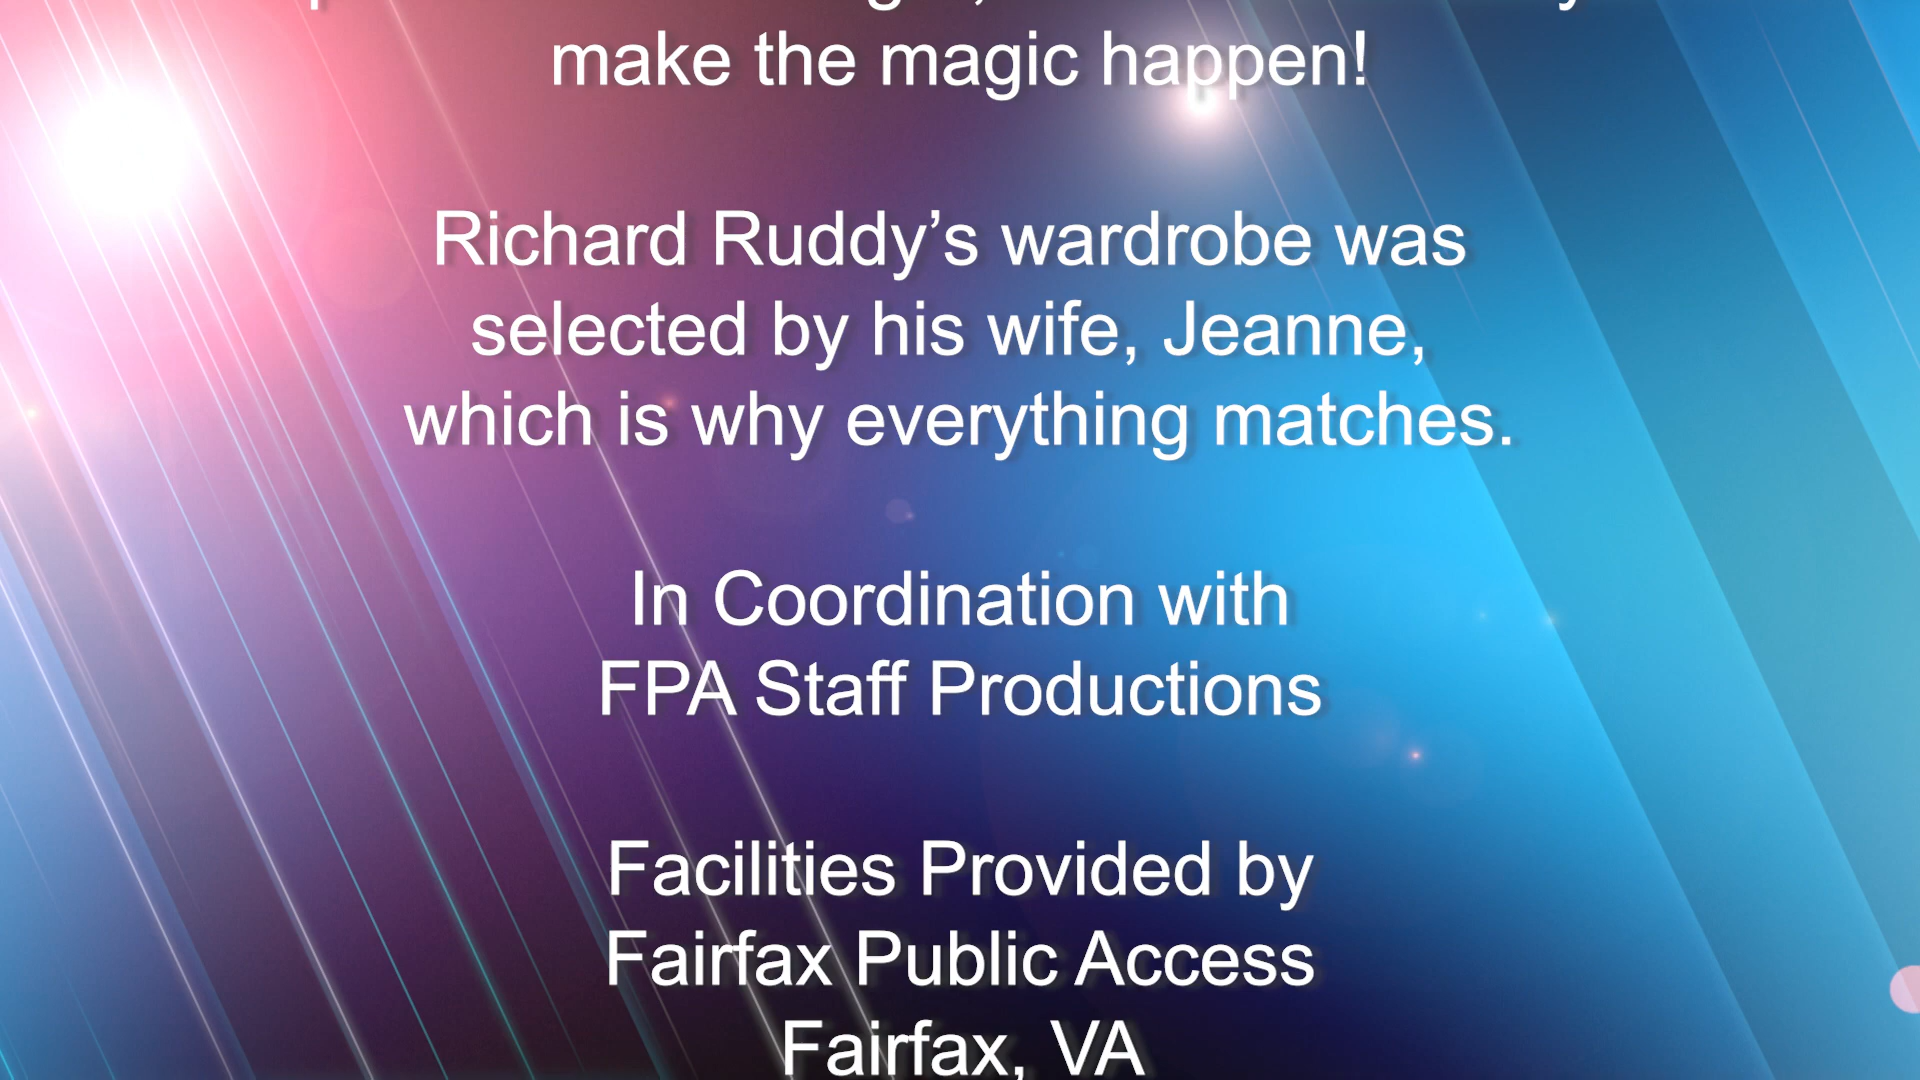 make the magic happen!
Richard Ruddy’s wardrobe was
selected by his wife, Jeanne,
which is why everything matches.
In Coordination with
FPA Staff Productions
Facilities Provided by
Fairfax Public Access
Fairfax, VA